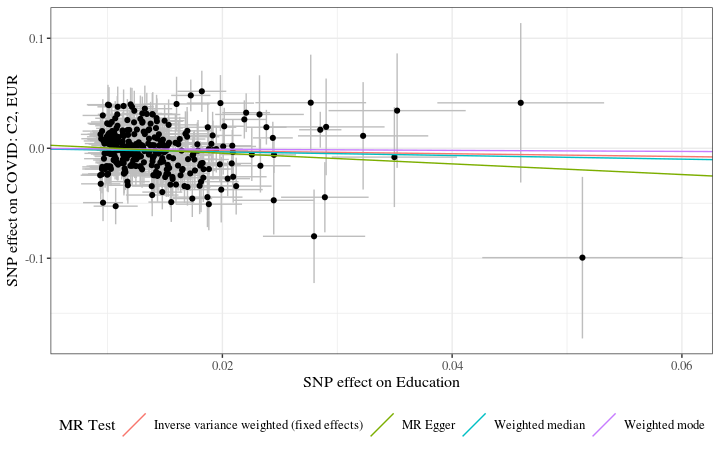 0.1
0.0
-0.1
SNP effect on COVID: C2, EUR
0.02
0.04
0.06
SNP effect on Education
MR Test
Inverse variance weighted (fixed effects)
MR Egger
Weighted median
Weighted mode